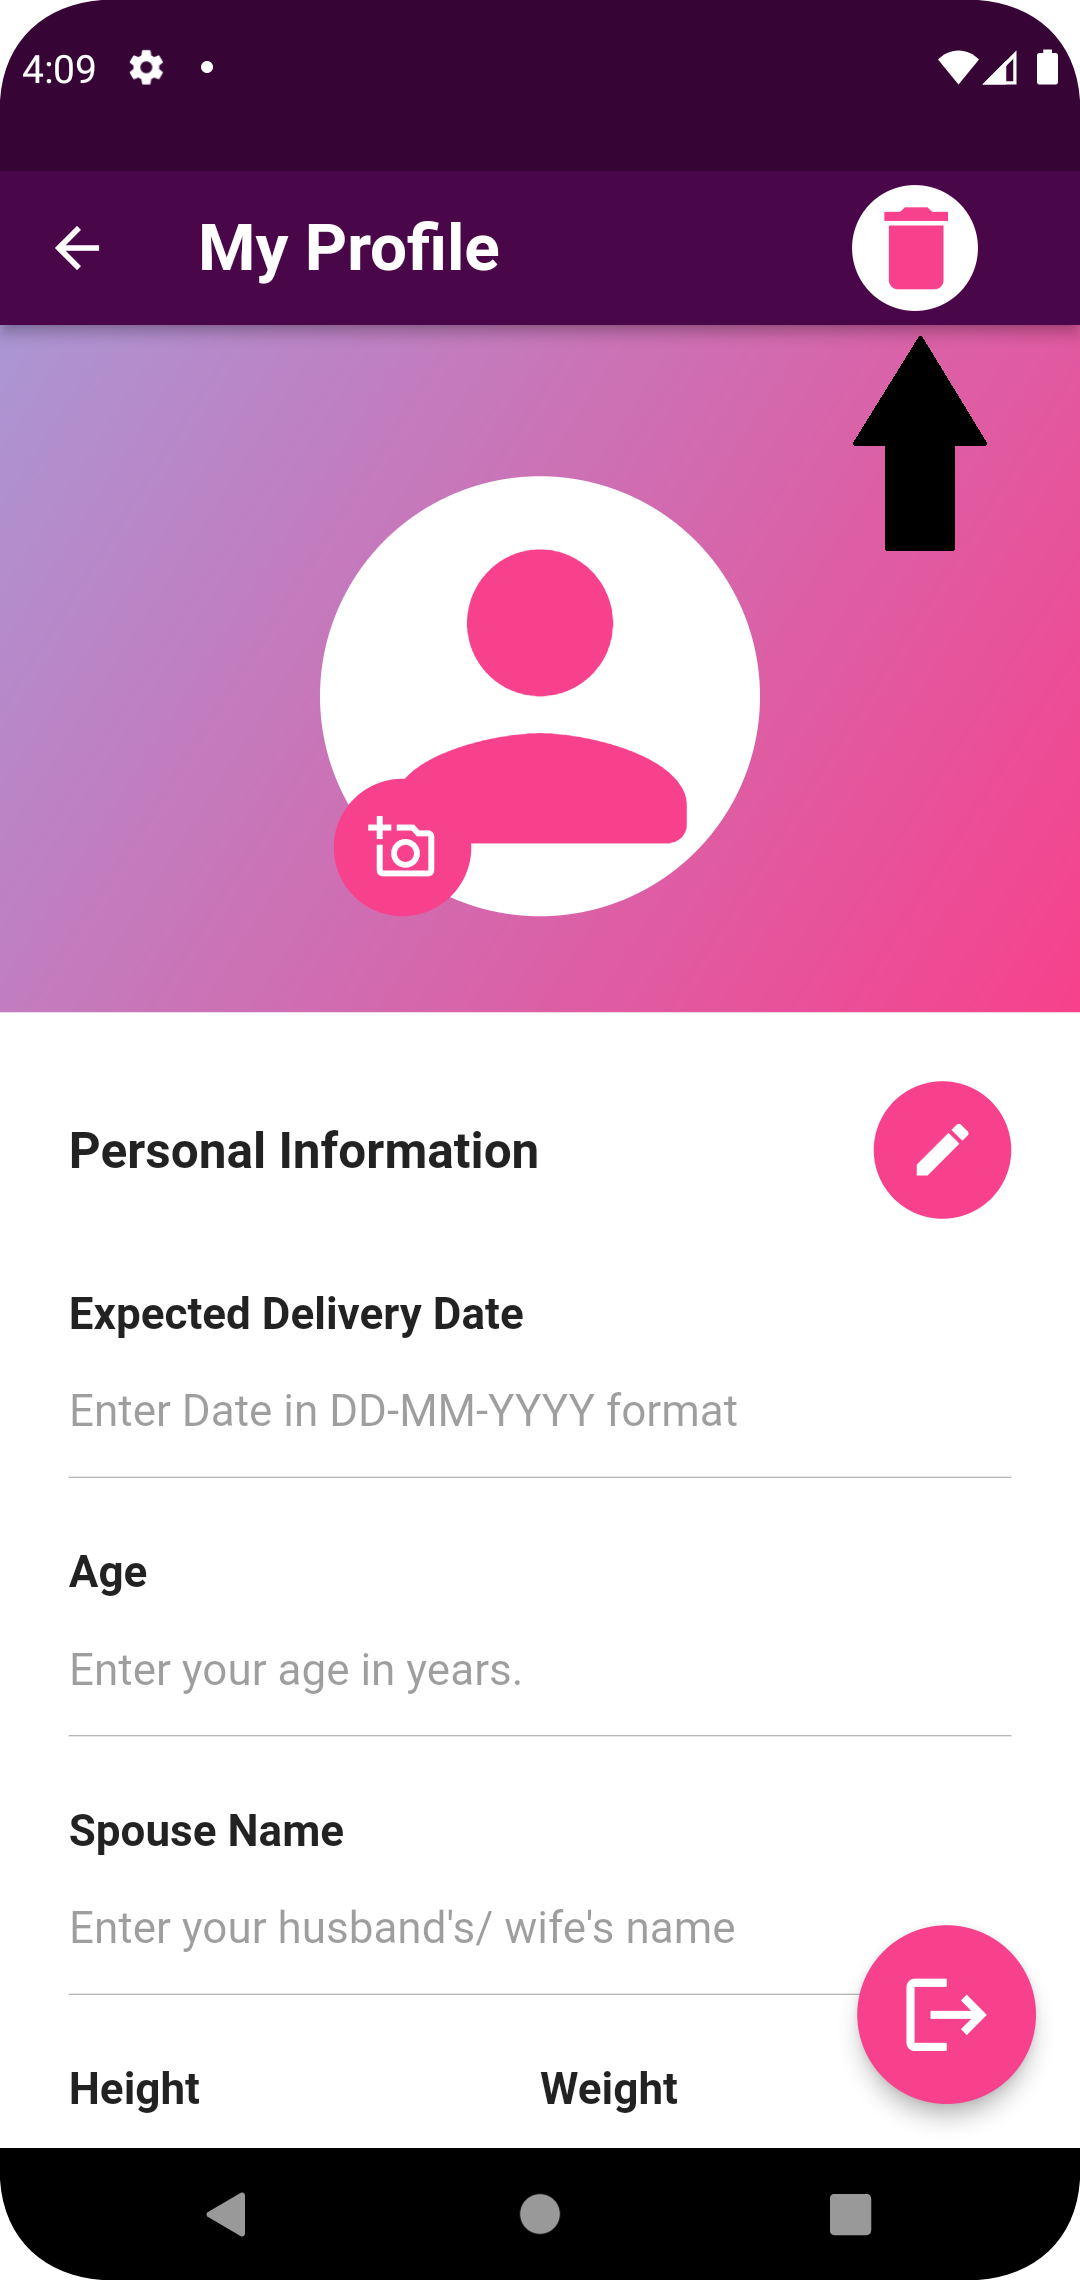 4:09
My Profile
Personal Information
Expected Delivery Date
Enter Date in DD-MM-YYYY format
Age
Enter your age in years.
Spouse Name
Enter your husband's/ wife's name
Height Weight